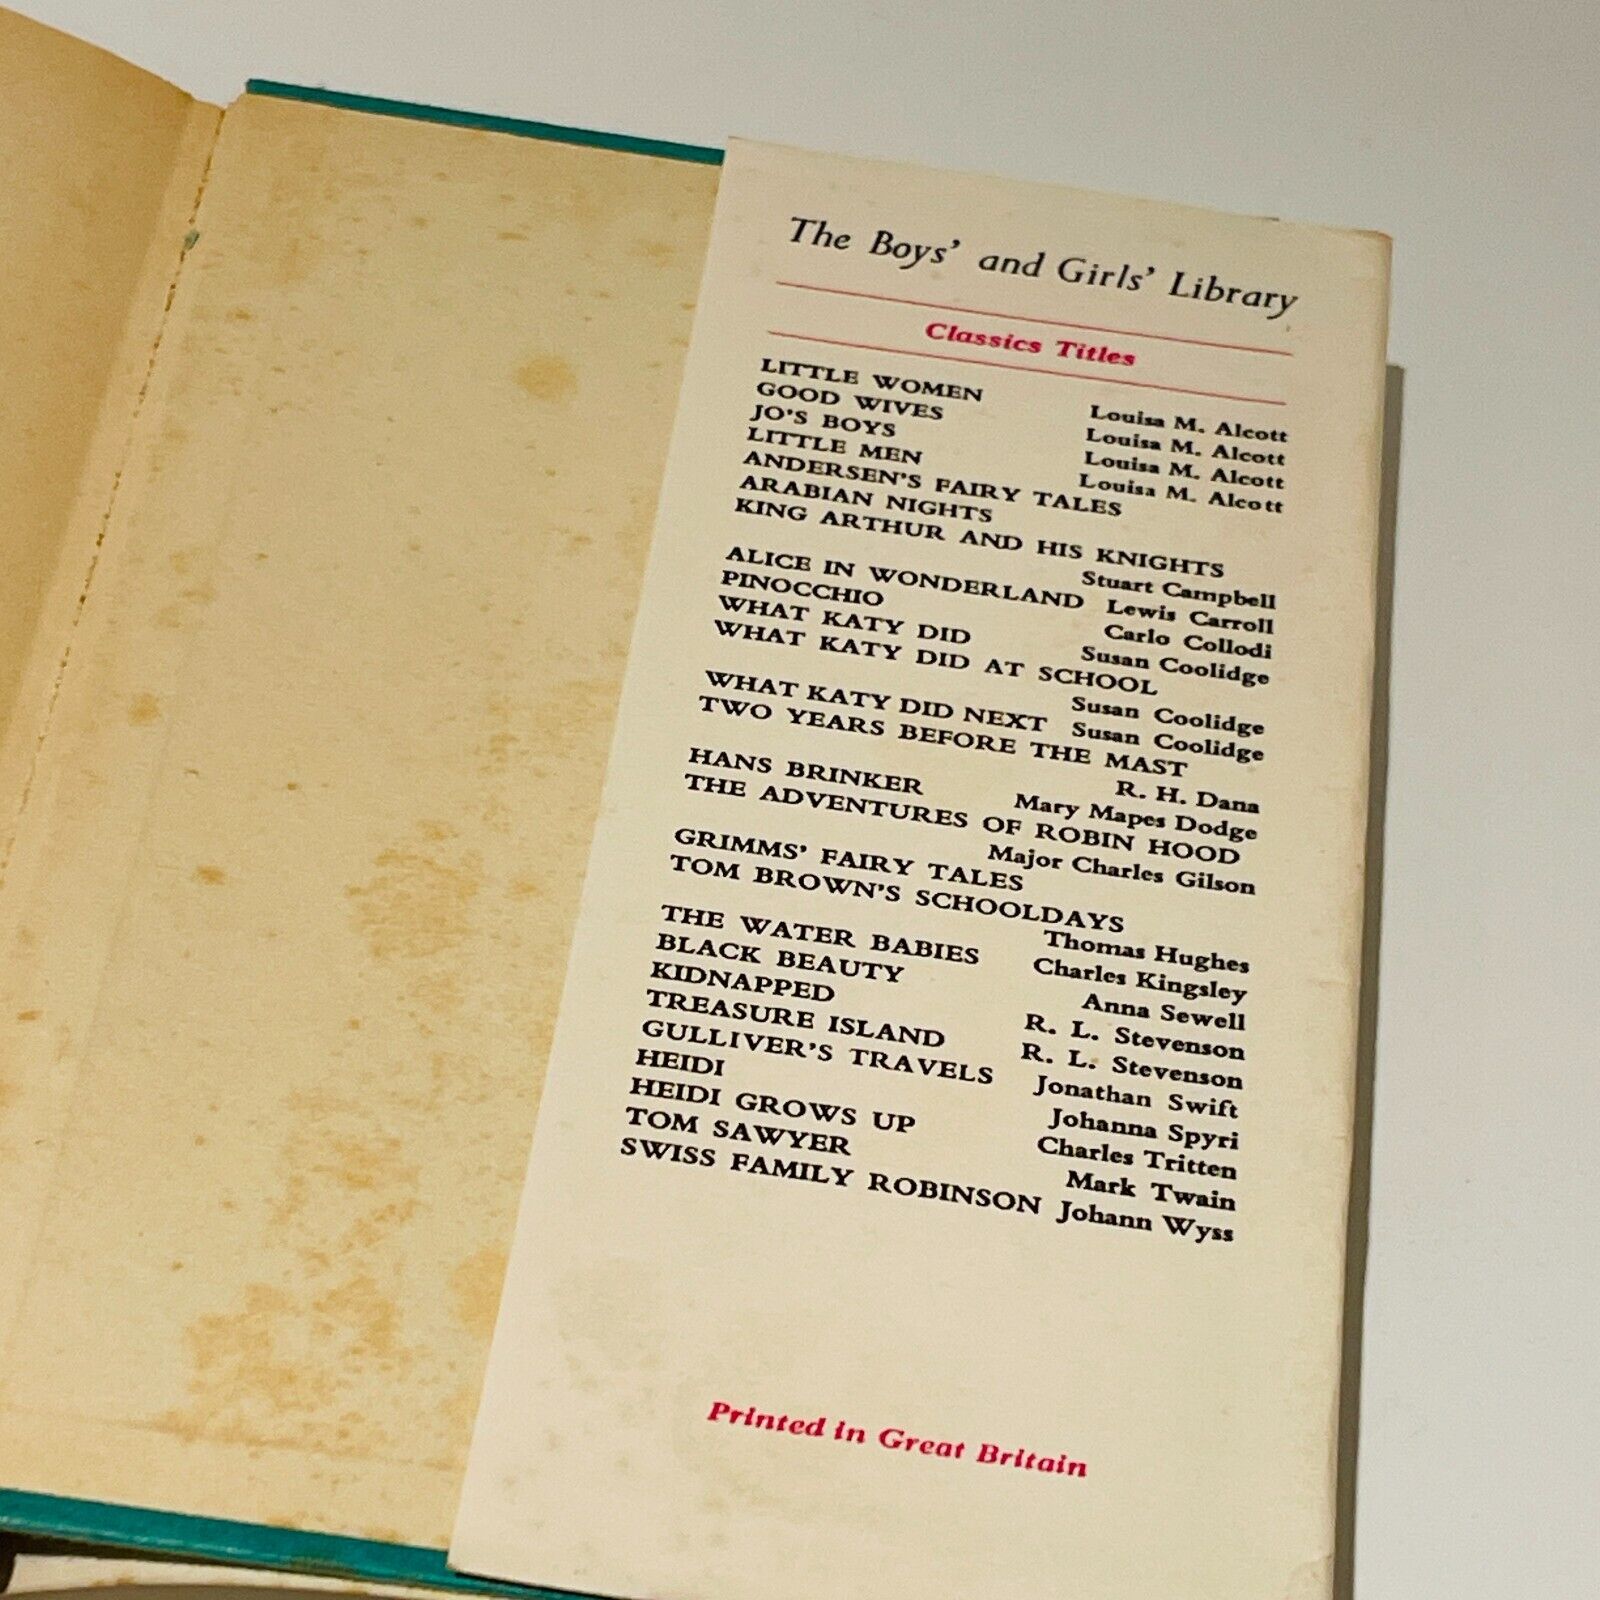 The Boys' and Girls' Library
Classics Titles
LITTLE WOMEN Louisa M. Alcott
GOOD WIVES Louisa M. Alcott
JO'S BOYS Louisa M. Alcott
LITTLE MEN Louisa M. Alcott
ANDERSEN'S FAIRY TALES
ARABIAN NIGHTS
KING ARTHUR AND HIS KNIGHTS
Stuart Campbell
ALICE IN WONDERLAND Lewis Carroll
PINOCCHIO Carlo Collodi
WHAT KATY DID Susan Coolidge
WHAT KATY DID AT SCHOOL
Susan Coolidge
WHAT KATY DID NEXT Susan Coolidge
TWO YEARS BEFORE THE MAST
R. H. Dana
HANS BRINKER Mary Mapes Dodge
THE ADVENTURES OF ROBIN HOOD
Major Charles Gilson
GRIMMS' FAIRY TALES
TOM BROWN'S SCHOOLDAYS
Thomas Hughes
THE WATER BABIES Charles Kingsley
BLACK BEAUTY Anna Sewell
KIDNAPPED R. L. Stevenson
TREASURE ISLAND R. L. Stevenson
GULLIVER'S TRAVELS Jonathan Swift
HEIDI Johanna Spyri
HEIDI GROWS UP Charles Tritten
TOM SAWYER Mark Twain
SWISS FAMILY ROBINSON Johann Wyss
Printed in Great Britain